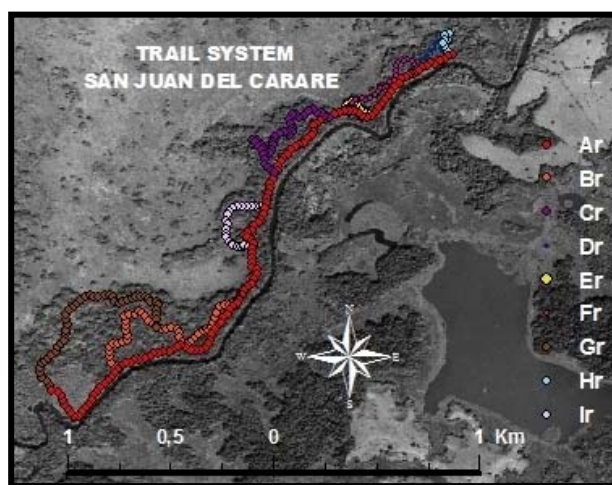 TRAIL SYSTEM
SAN JUAN DEL CARARE
Ar
Br
Cr
Dr
Er
Fr
Gr
Hr
Ir
N
W E
S
1 0,5 0 1 Km